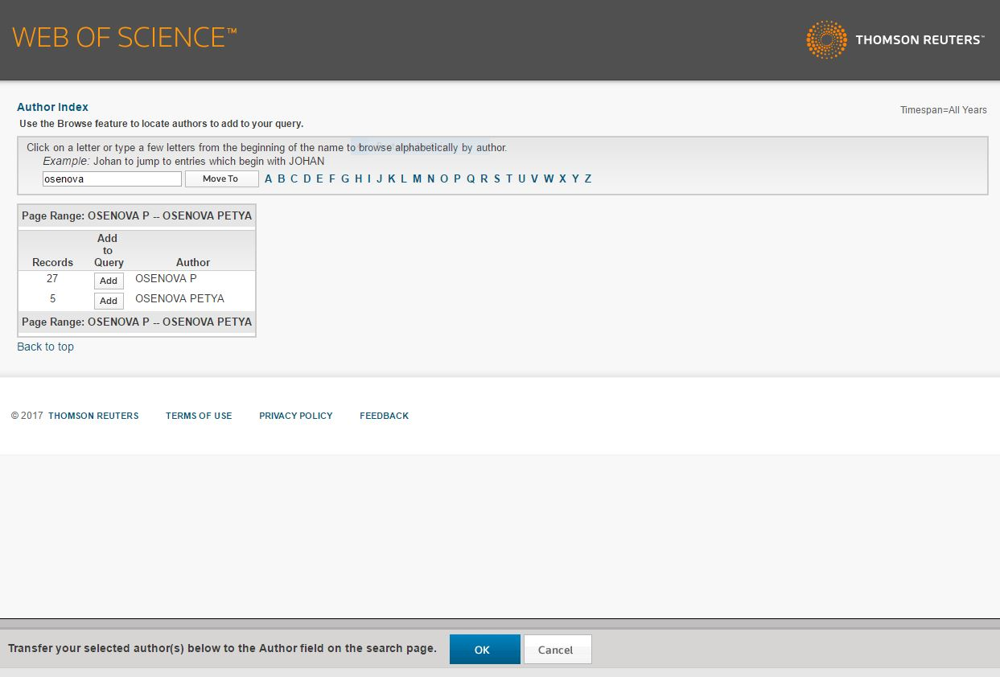 WEB OF SCIENCE™
THOMSON REUTERS™
Author Index
Timespan=All Years
Use the Browse feature to locate authors to add to your query.
Click on a letter or type a few letters from the beginning of the name to browse alphabetically by author.
Example: Johan to jump to entries which begin with JOHAN
osenova Move To A B C D E F G H I J K L M N O P Q R S T U V W X Y Z
Page Range: OSENOVA P -- OSENOVA PETYA
Records Add to Query Author
27 Add OSENOVA P
5 Add OSENOVA PETYA
Page Range: OSENOVA P -- OSENOVA PETYA
Back to top
© 2017 THOMSON REUTERS TERMS OF USE PRIVACY POLICY FEEDBACK
Transfer your selected author(s) below to the Author field on the search page. OK Cancel